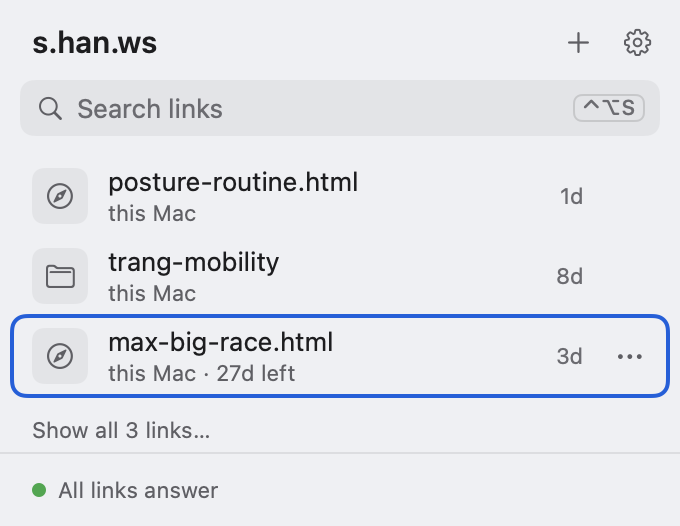 s.han.ws
Search links
⌃⌥S
posture-routine.html
1d
this Mac
trang-mobility
8d
this Mac
max-big-race.html
3d
this Mac · 27d left
Show all 3 links...
All links answer